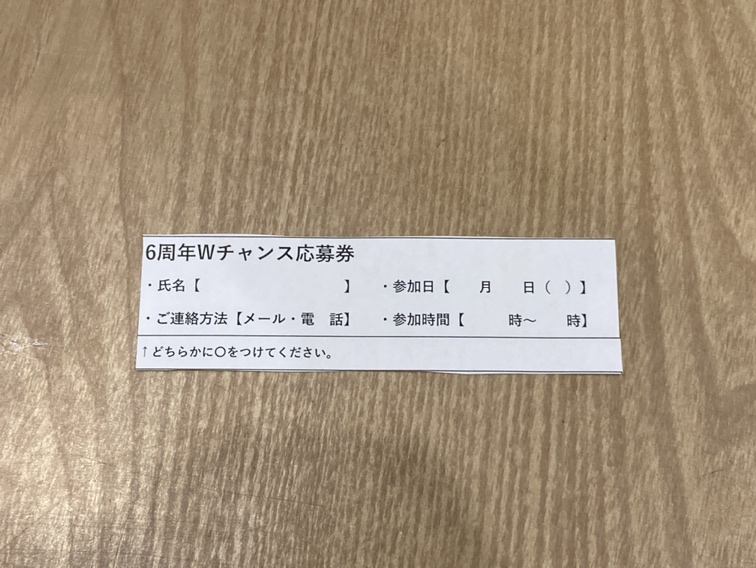 6周年Wチャンス応募券
・氏名【　　　　　　　　　】　・参加日【　　月　　日（　）】
・ご連絡方法【メール・電　話】　・参加時間【　　　時～　　時】
↑どちらかに〇をつけてください。